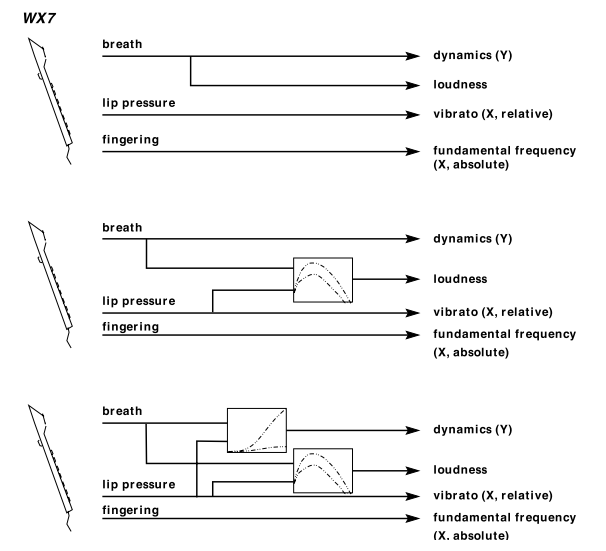 WX7
breath
dynamics (Y)
loudness
lip pressure
vibrato (X, relative)
fingering
fundamental frequency
(X, absolute)
breath
dynamics (Y)
loudness
lip pressure
vibrato (X, relative)
fingering
fundamental frequency
(X, absolute)
breath
dynamics (Y)
loudness
lip pressure
vibrato (X, relative)
fingering
fundamental frequency
(X, absolute)